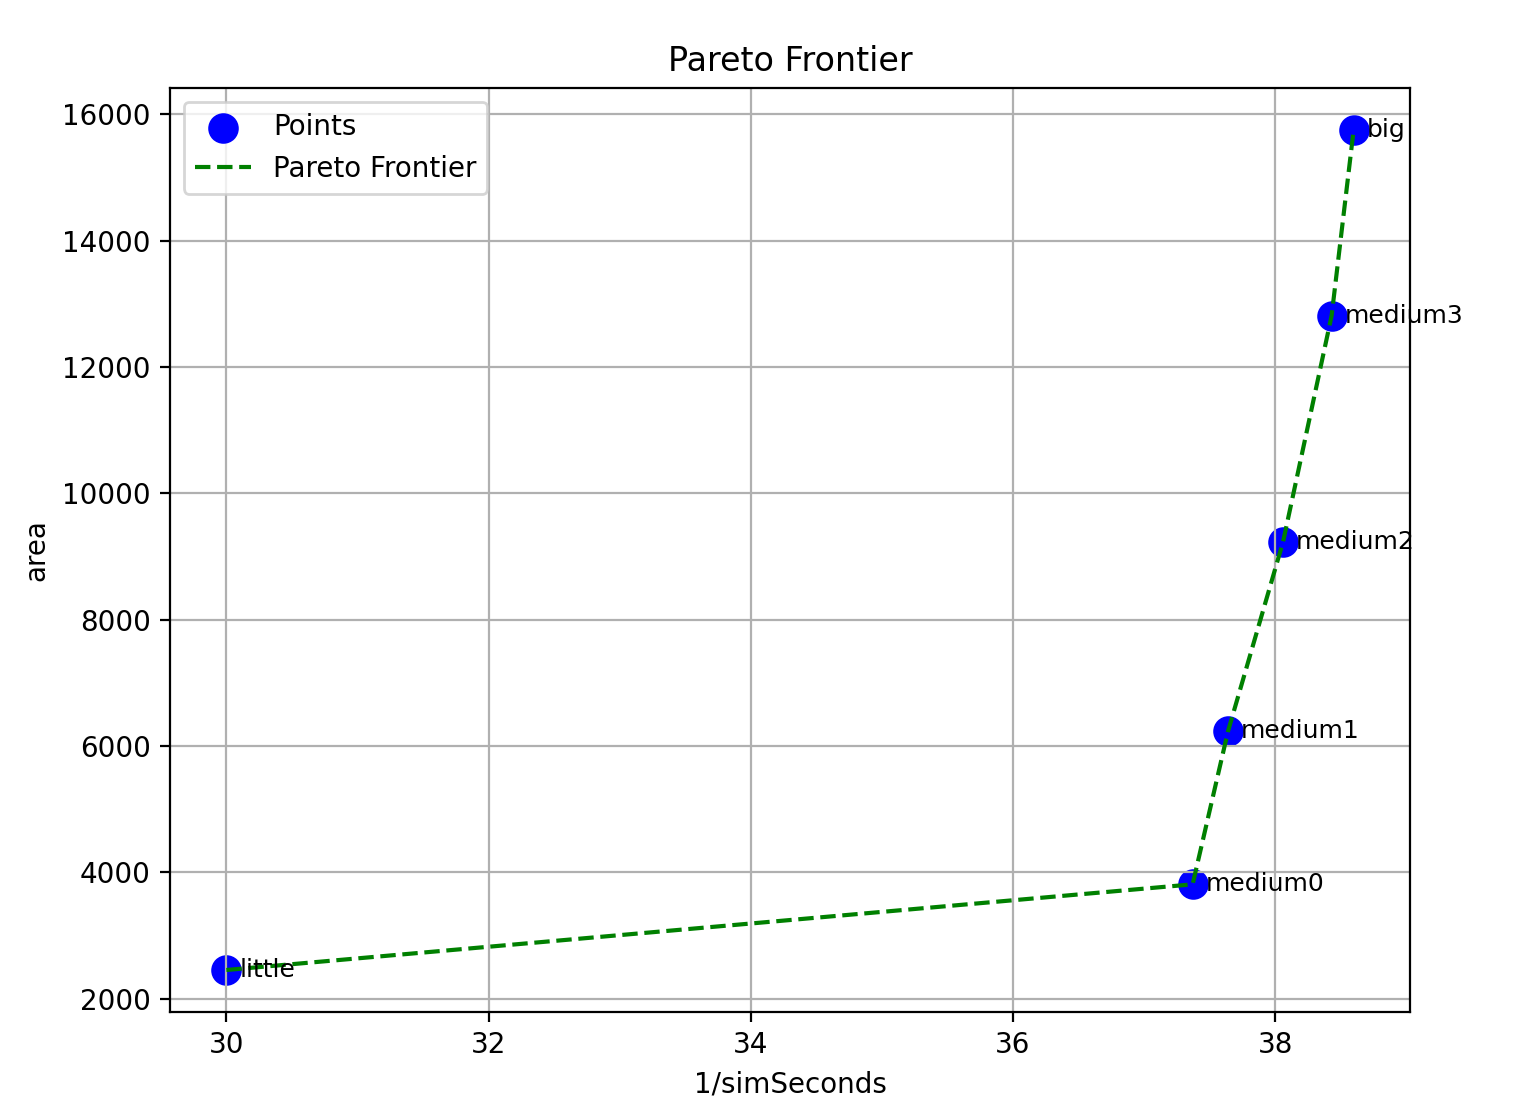 Pareto Frontier
Points
Pareto Frontier
16000
14000
12000
10000
8000
6000
4000
2000
area
big
medium3
medium2
medium1
medium0
little
30 32 34 36 38
1/simSeconds